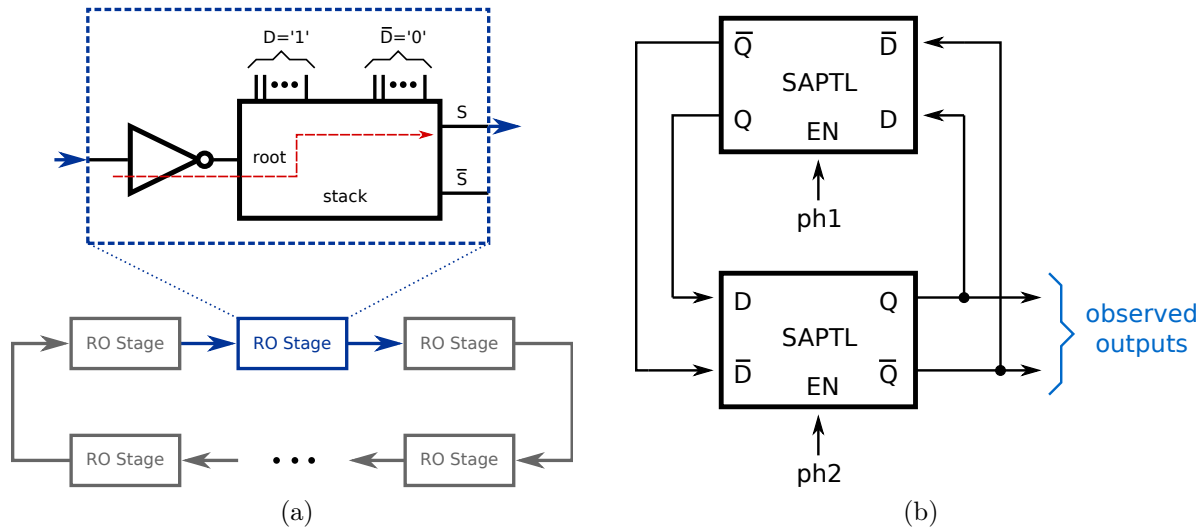 D='1'
D̅='0'
S
root
S̅
stack
RO Stage
RO Stage
RO Stage
RO Stage
RO Stage
(a)
Q̅
D̅
SAPTL
Q
D
EN
ph1
D
Q
SAPTL
D̅
Q̅
EN
ph2
observed
outputs
(b)